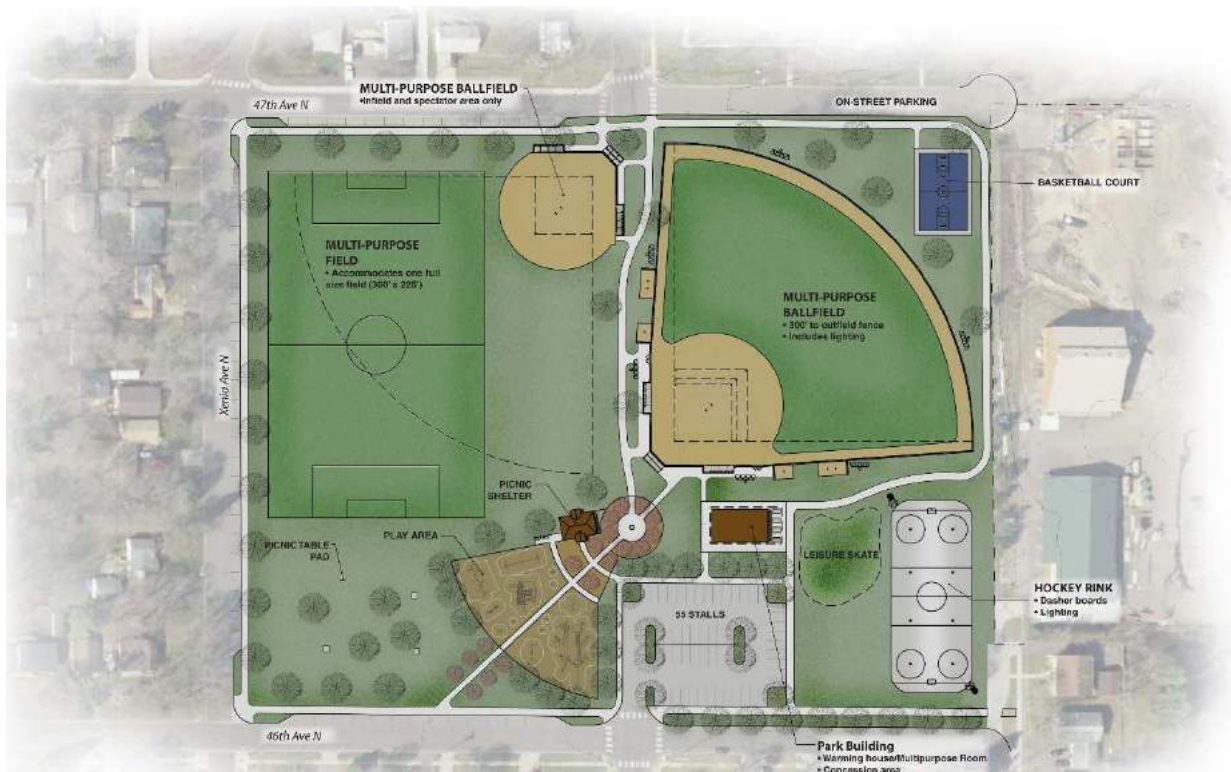 MULTI-PURPOSE BALLFIELD
•Infield and spectator area only
47th Ave N
ON-STREET PARKING
BASKETBALL COURT
MULTI-PURPOSE
FIELD
• Accommodates one full
size field (360' x 225')
MULTI-PURPOSE
BALLFIELD
• 300' to outfield fence
• Includes lighting
Xenia Ave N
PICNIC
SHELTER
PLAY AREA
PICNIC TABLE
PAD
LEISURE SKATE
HOCKEY RINK
• Dasher boards
• Lighting
55 STALLS
46th Ave N
Park Building
• Warming house/Multipurpose Room
• Concession area